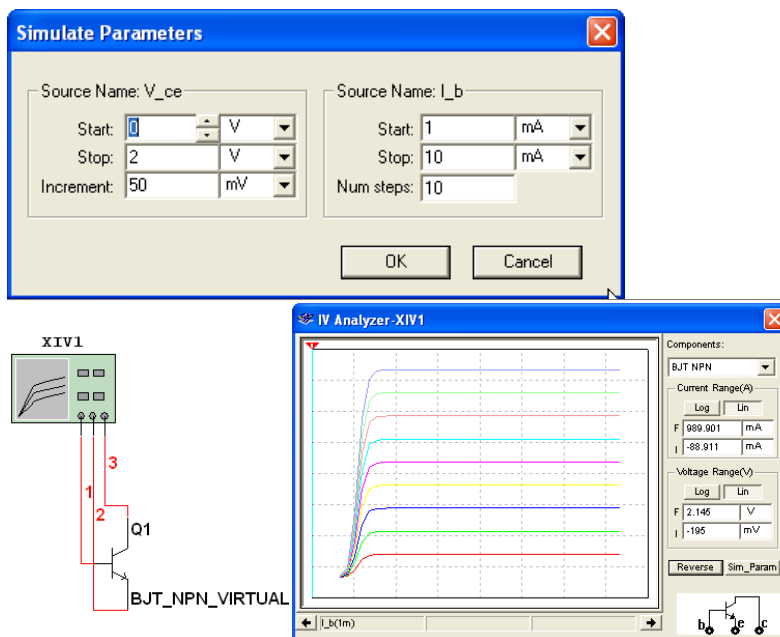 Simulate Parameters
Source Name: V_ce
Start: 0 V
Stop: 2 V
Increment: 50 mV
Source Name: I_b
Start: 1 mA
Stop: 10 mA
Num steps: 10
OK Cancel
XIV1
1
2
3
Q1
BJT_NPN_VIRTUAL
IV Analyzer-XIV1
1
Components:
BJT NPN
Current Range(A)
Log Lin
F 989.901 mA
I -88.911 mA
Voltage Range(V)
Log Lin
F 2.145 V
I -195 mV
Reverse Sim_Param
I_b(1m)
b e c